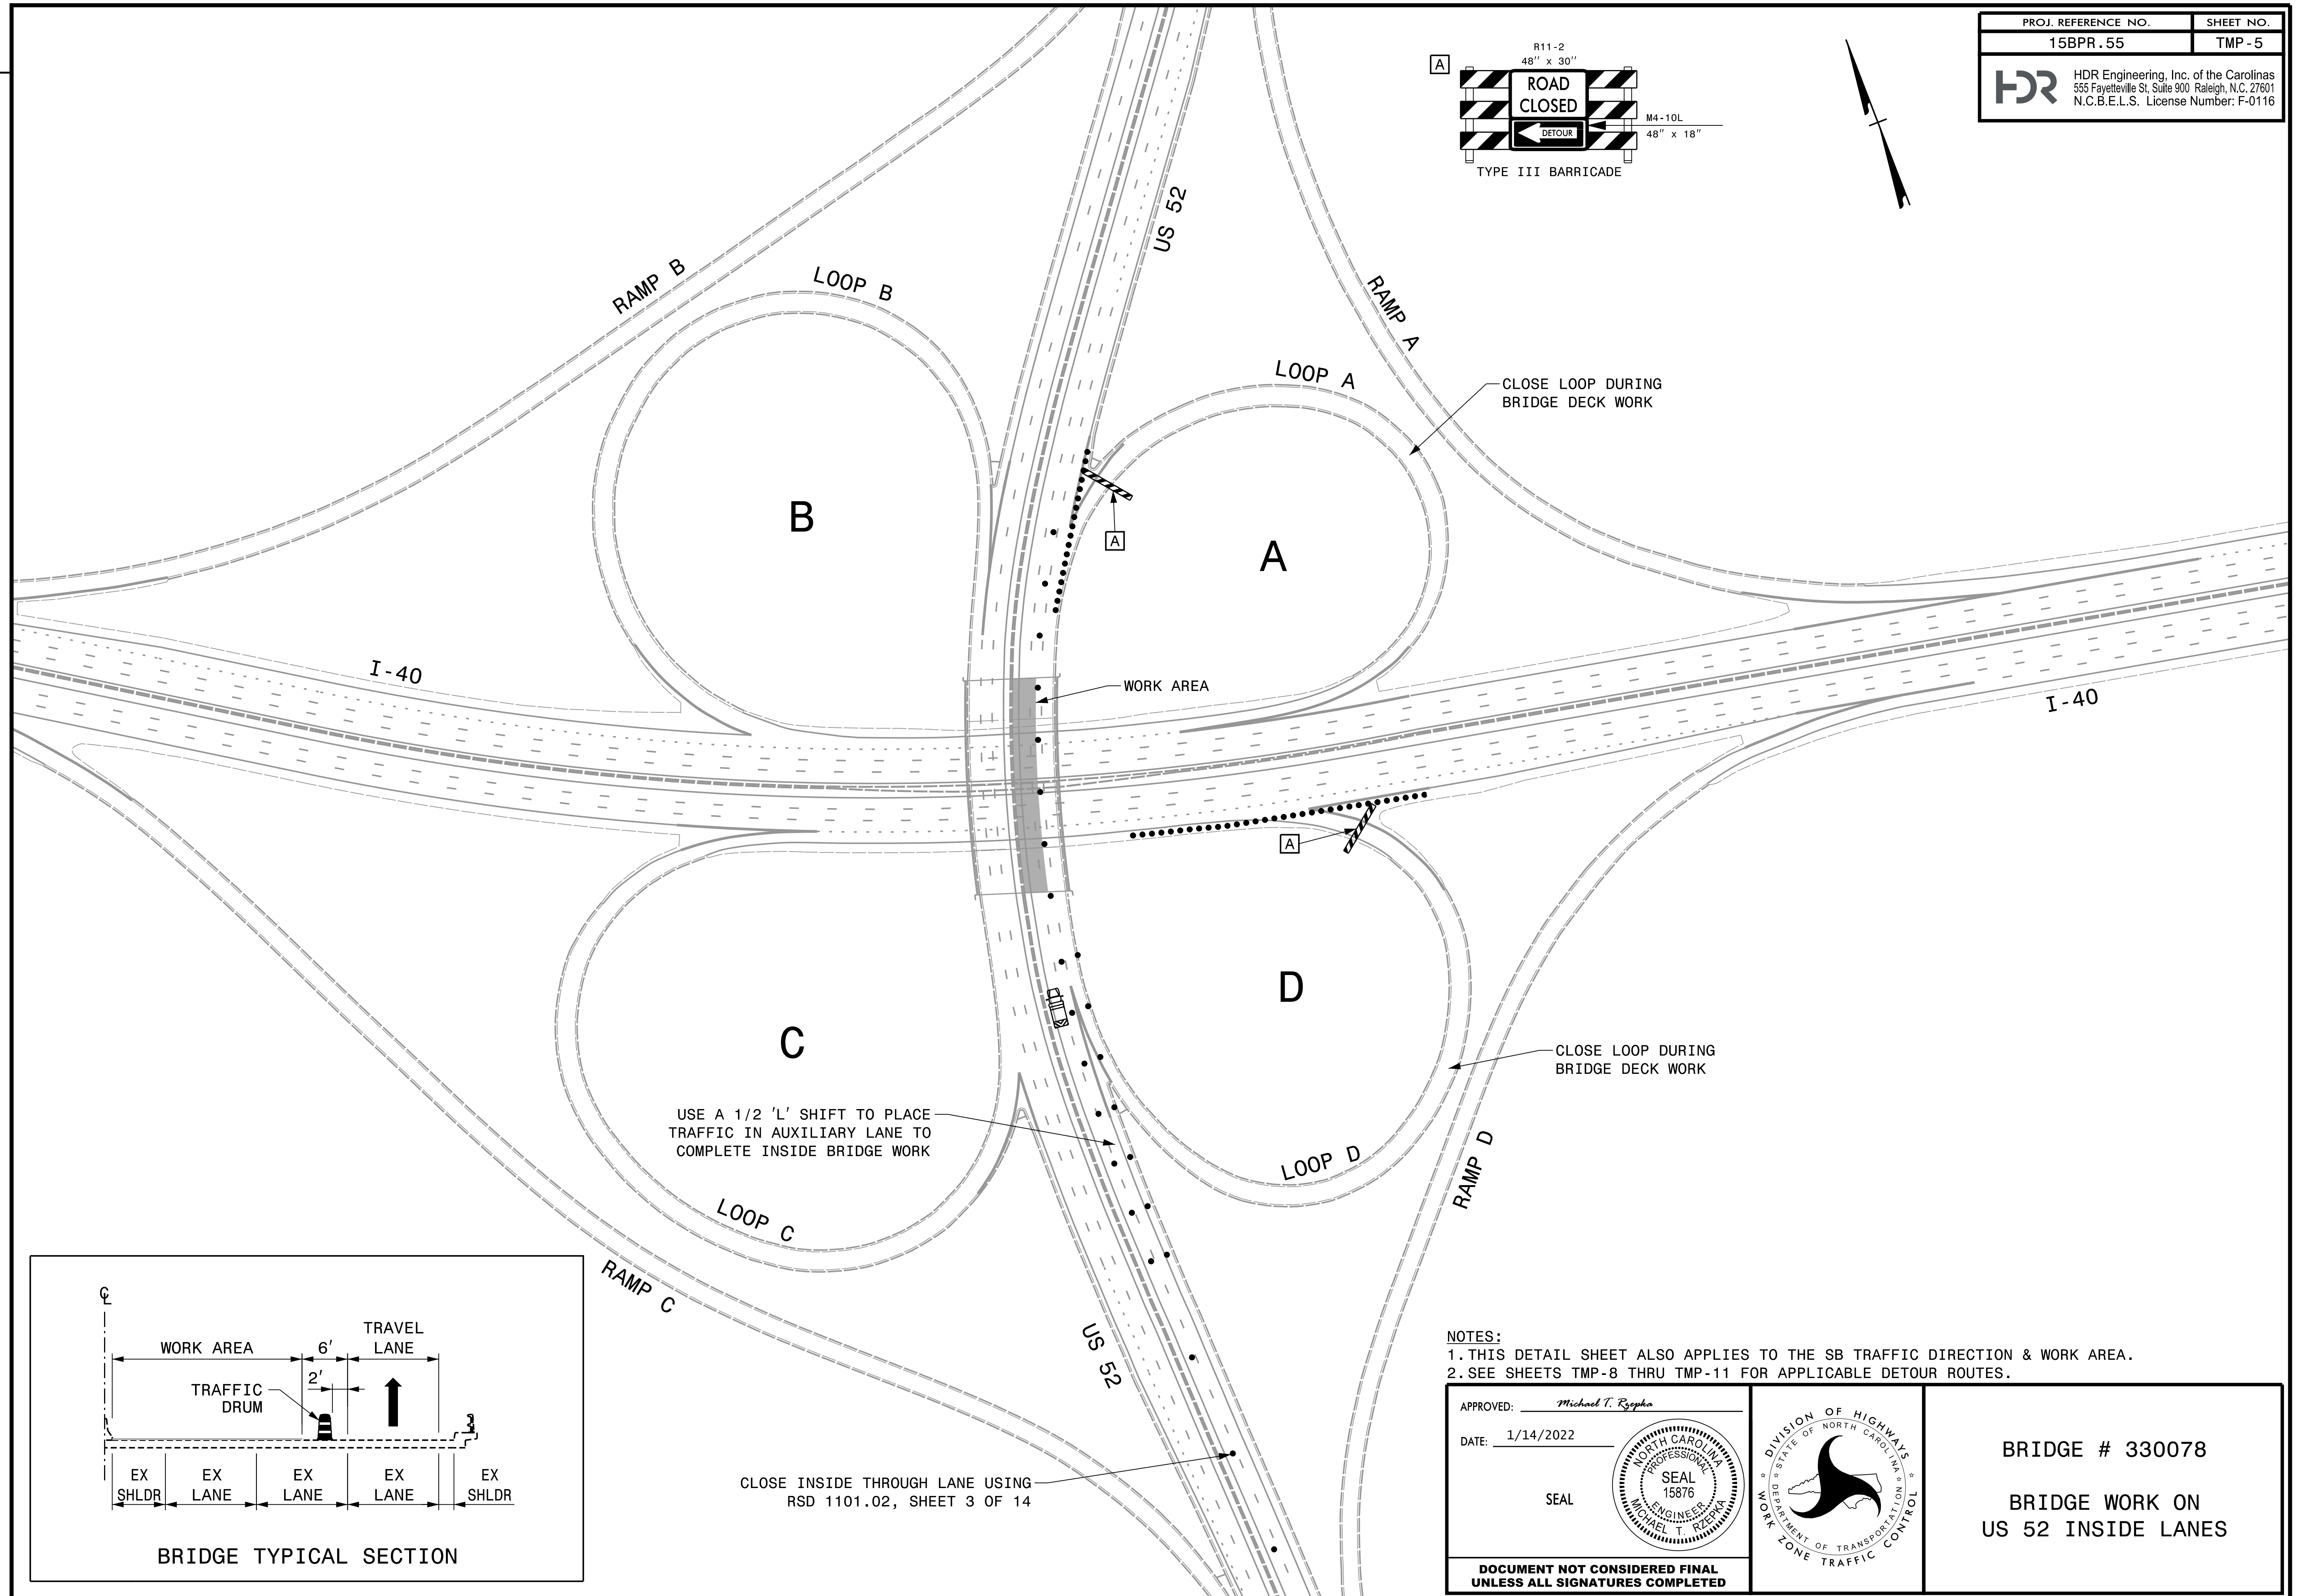 PROJ. REFERENCE NO.
SHEET NO.
15BPR.55
TMP-5
HDR
HDR Engineering, Inc. of the Carolinas
555 Fayetteville St, Suite 900 Raleigh, N.C. 27601
N.C.B.E.L.S. License Number: F-0116
A
R11-2
48" x 30"
ROAD
CLOSED
DETOUR
M4-10L
48" x 18"
TYPE III BARRICADE
US 52
RAMP B
LOOP B
RAMP A
LOOP A
CLOSE LOOP DURING
BRIDGE DECK WORK
B
A
A
I-40
WORK AREA
I-40
A
D
C
CLOSE LOOP DURING
BRIDGE DECK WORK
USE A 1/2 'L' SHIFT TO PLACE
TRAFFIC IN AUXILIARY LANE TO
COMPLETE INSIDE BRIDGE WORK
LOOP D
RAMP D
LOOP C
RAMP C
US 52
CLOSE INSIDE THROUGH LANE USING
RSD 1101.02, SHEET 3 OF 14
CL
WORK AREA
6'
TRAVEL
LANE
2'
TRAFFIC
DRUM
EX
SHLDR
EX
LANE
EX
LANE
EX
LANE
EX
SHLDR
BRIDGE TYPICAL SECTION
NOTES:
1. THIS DETAIL SHEET ALSO APPLIES TO THE SB TRAFFIC DIRECTION & WORK AREA.
2. SEE SHEETS TMP-8 THRU TMP-11 FOR APPLICABLE DETOUR ROUTES.
APPROVED: Michael T. Rzepka
DATE: 1/14/2022
SEAL
NORTH CAROLINA
PROFESSIONAL
SEAL
15876
ENGINEER
MICHAEL T. RZEPKA
DOCUMENT NOT CONSIDERED FINAL
UNLESS ALL SIGNATURES COMPLETED
DIVISION OF HIGHWAYS
STATE OF NORTH CAROLINA
DEPARTMENT OF TRANSPORTATION
WORK ZONE TRAFFIC CONTROL
BRIDGE # 330078
BRIDGE WORK ON
US 52 INSIDE LANES